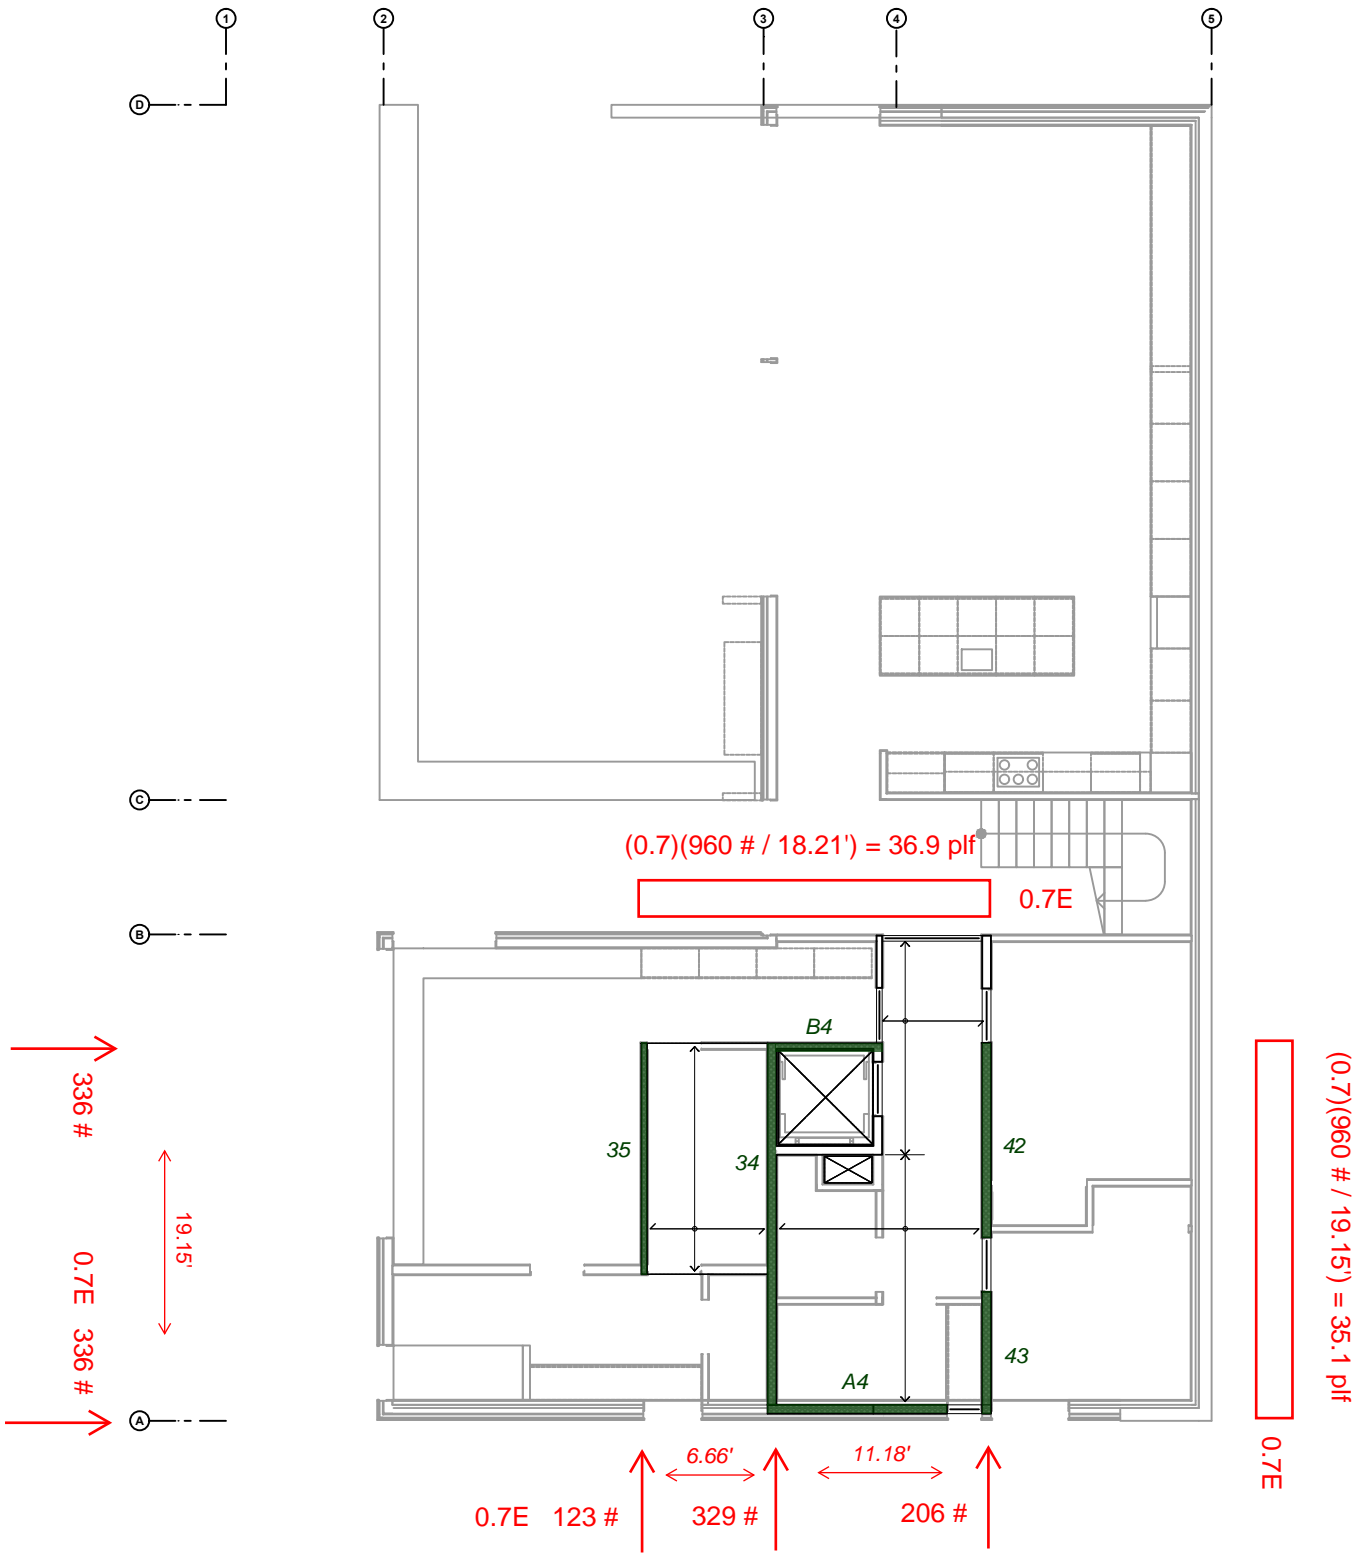 1
2
3
4
5
D
C
(0.7)(960 # / 18.21') = 36.9 plf
0.7E
B
B4
336 #
(0.7)(960 # / 19.15') = 35.1 plf
35
34
42
19.15'
0.7E 336 #
43
A4
A
0.7E
6.66'
11.18'
0.7E 123 #
329 #
206 #